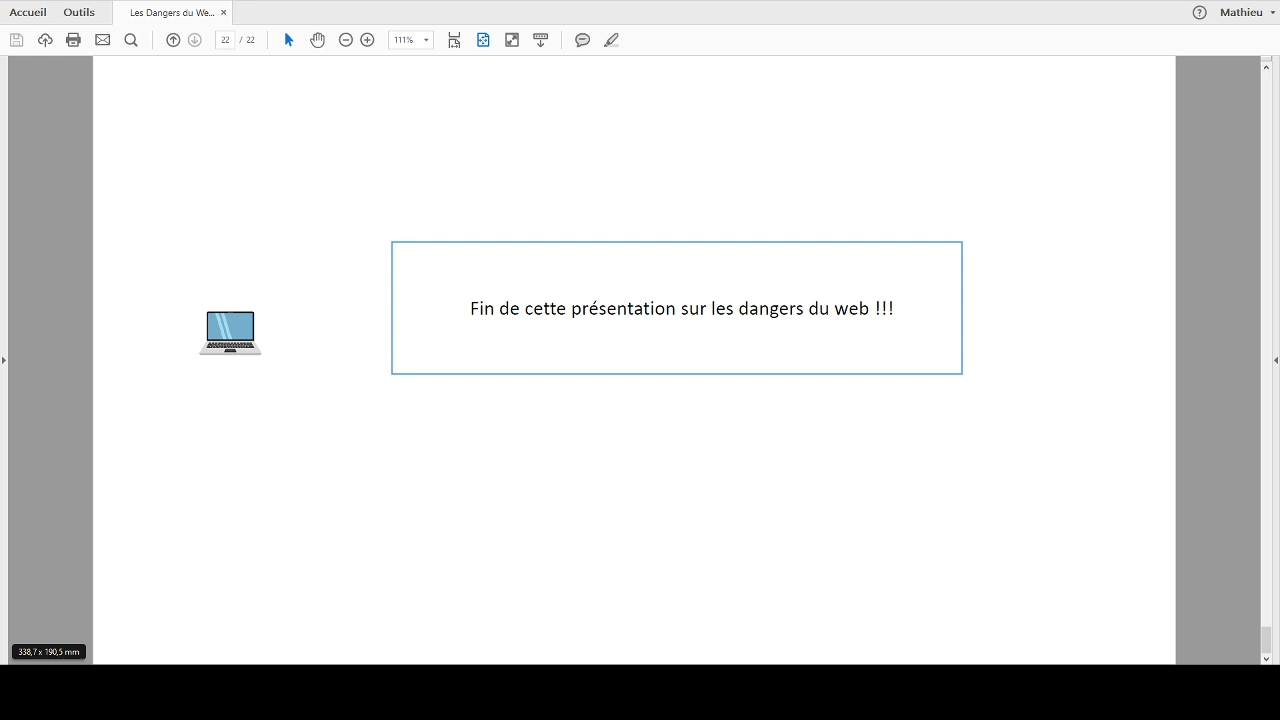 Accueil Outils Les Dangers du We... × ? Mathieu
22 / 22 111%
Fin de cette présentation sur les dangers du web !!!
338,7 x 190,5 mm